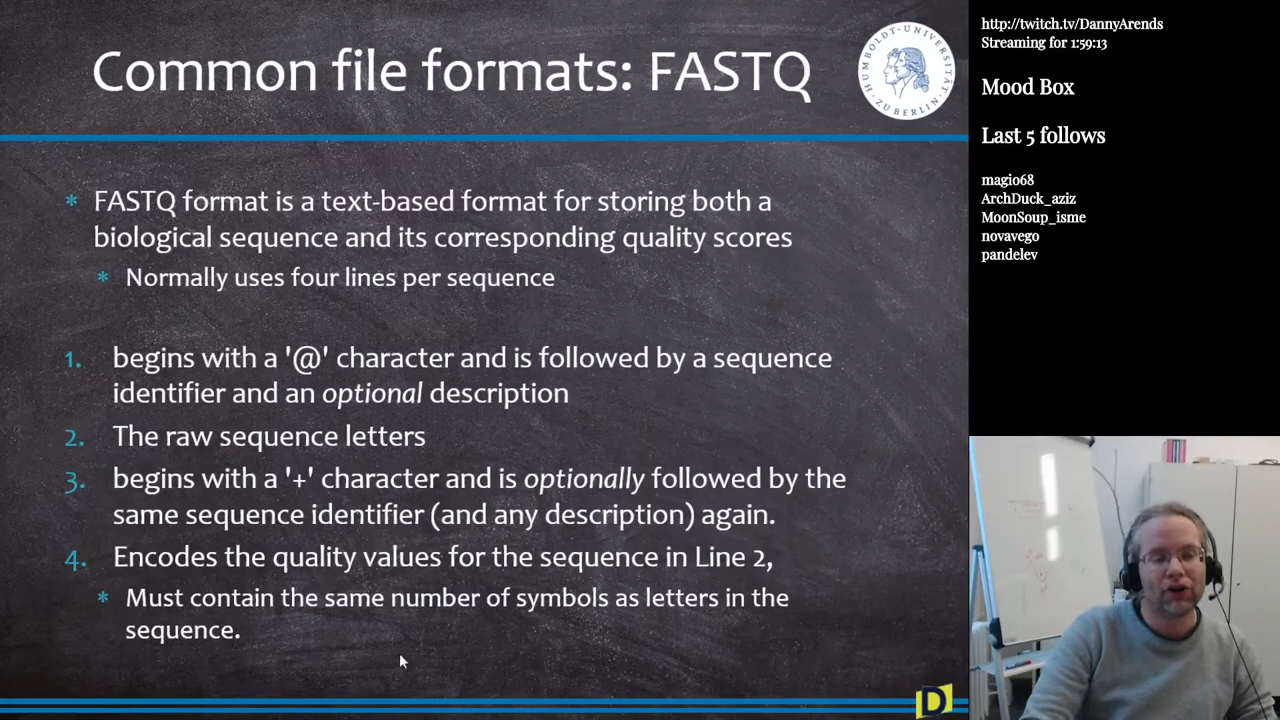 Common file formats: FASTQ
HUMBOLDT-UNIVERSITÄT ZU BERLIN
* FASTQ format is a text-based format for storing both a
biological sequence and its corresponding quality scores
* Normally uses four lines per sequence
1. begins with a '@' character and is followed by a sequence
identifier and an optional description
2. The raw sequence letters
3. begins with a '+' character and is optionally followed by the
same sequence identifier (and any description) again.
4. Encodes the quality values for the sequence in Line 2,
* Must contain the same number of symbols as letters in the
sequence.
D
http://twitch.tv/DannyArends
Streaming for 1:59:13
Mood Box
Last 5 follows
magio68
ArchDuck_aziz
MoonSoup_isme
novavego
pandelev